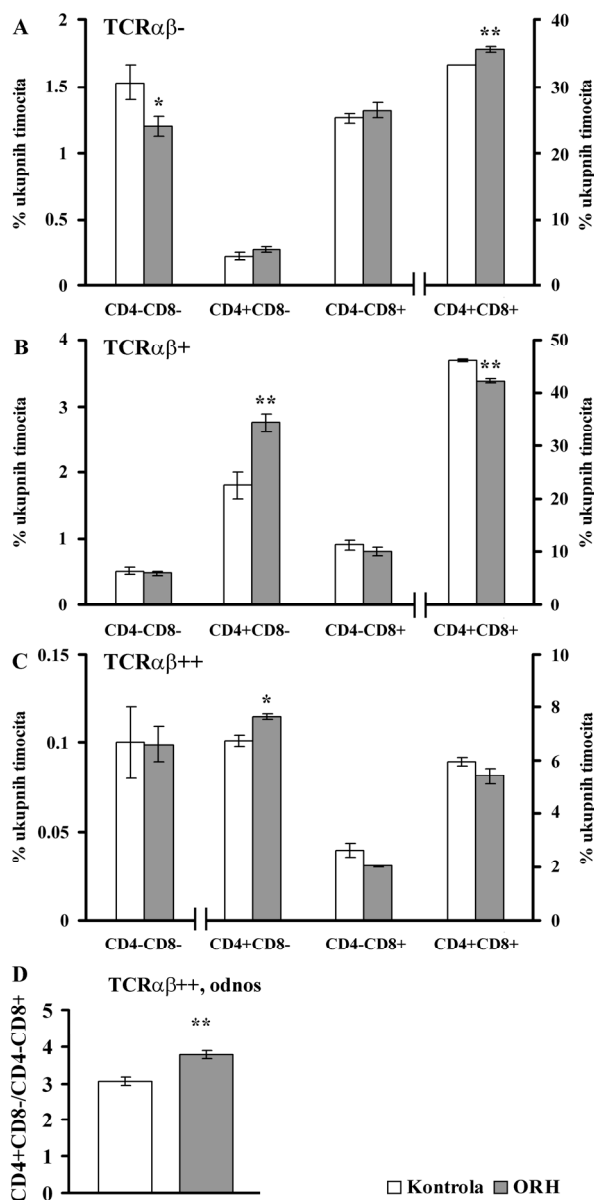 A TCRαβ-
% ukupnih timocita
2
1.5
1
0.5
0
*
**
40
30
20
10
0
% ukupnih timocita
CD4-CD8- CD4+CD8- CD4-CD8+ CD4+CD8+
B TCRαβ+
% ukupnih timocita
4
3
2
1
0
**
**
50
40
30
20
10
0
% ukupnih timocita
CD4-CD8- CD4+CD8- CD4-CD8+ CD4+CD8+
C TCRαβ++
% ukupnih timocita
0.15
0.1
0.05
0
*
10
8
6
4
2
0
% ukupnih timocita
CD4-CD8- CD4+CD8- CD4-CD8+ CD4+CD8+
D TCRαβ++, odnos
CD4+CD8-/CD4-CD8+
5
4
3
2
1
0
**
Kontrola ORH